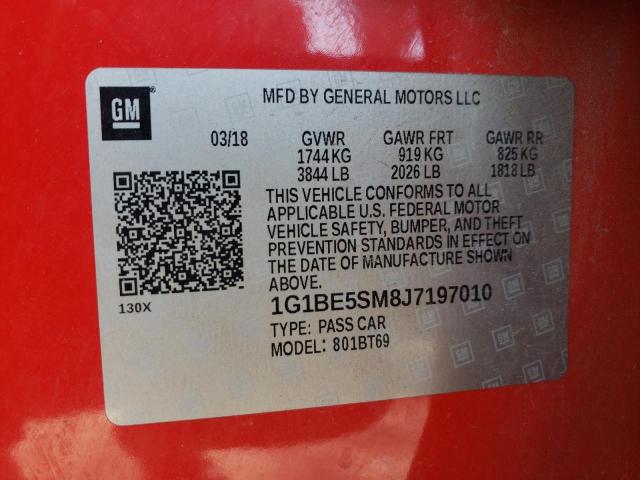 GM
MFD BY GENERAL MOTORS LLC
03/18 GVWR GAWR FRT GAWR RR
1744 KG 919 KG 825 KG
3844 LB 2026 LB 1818 LB
THIS VEHICLE CONFORMS TO ALL
APPLICABLE U.S. FEDERAL MOTOR
VEHICLE SAFETY, BUMPER, AND THEFT
PREVENTION STANDARDS IN EFFECT ON
THE DATE OF MANUFACTURE SHOWN
ABOVE.
130X
1G1BE5SM8J7197010
TYPE: PASS CAR
MODEL: 801BT69